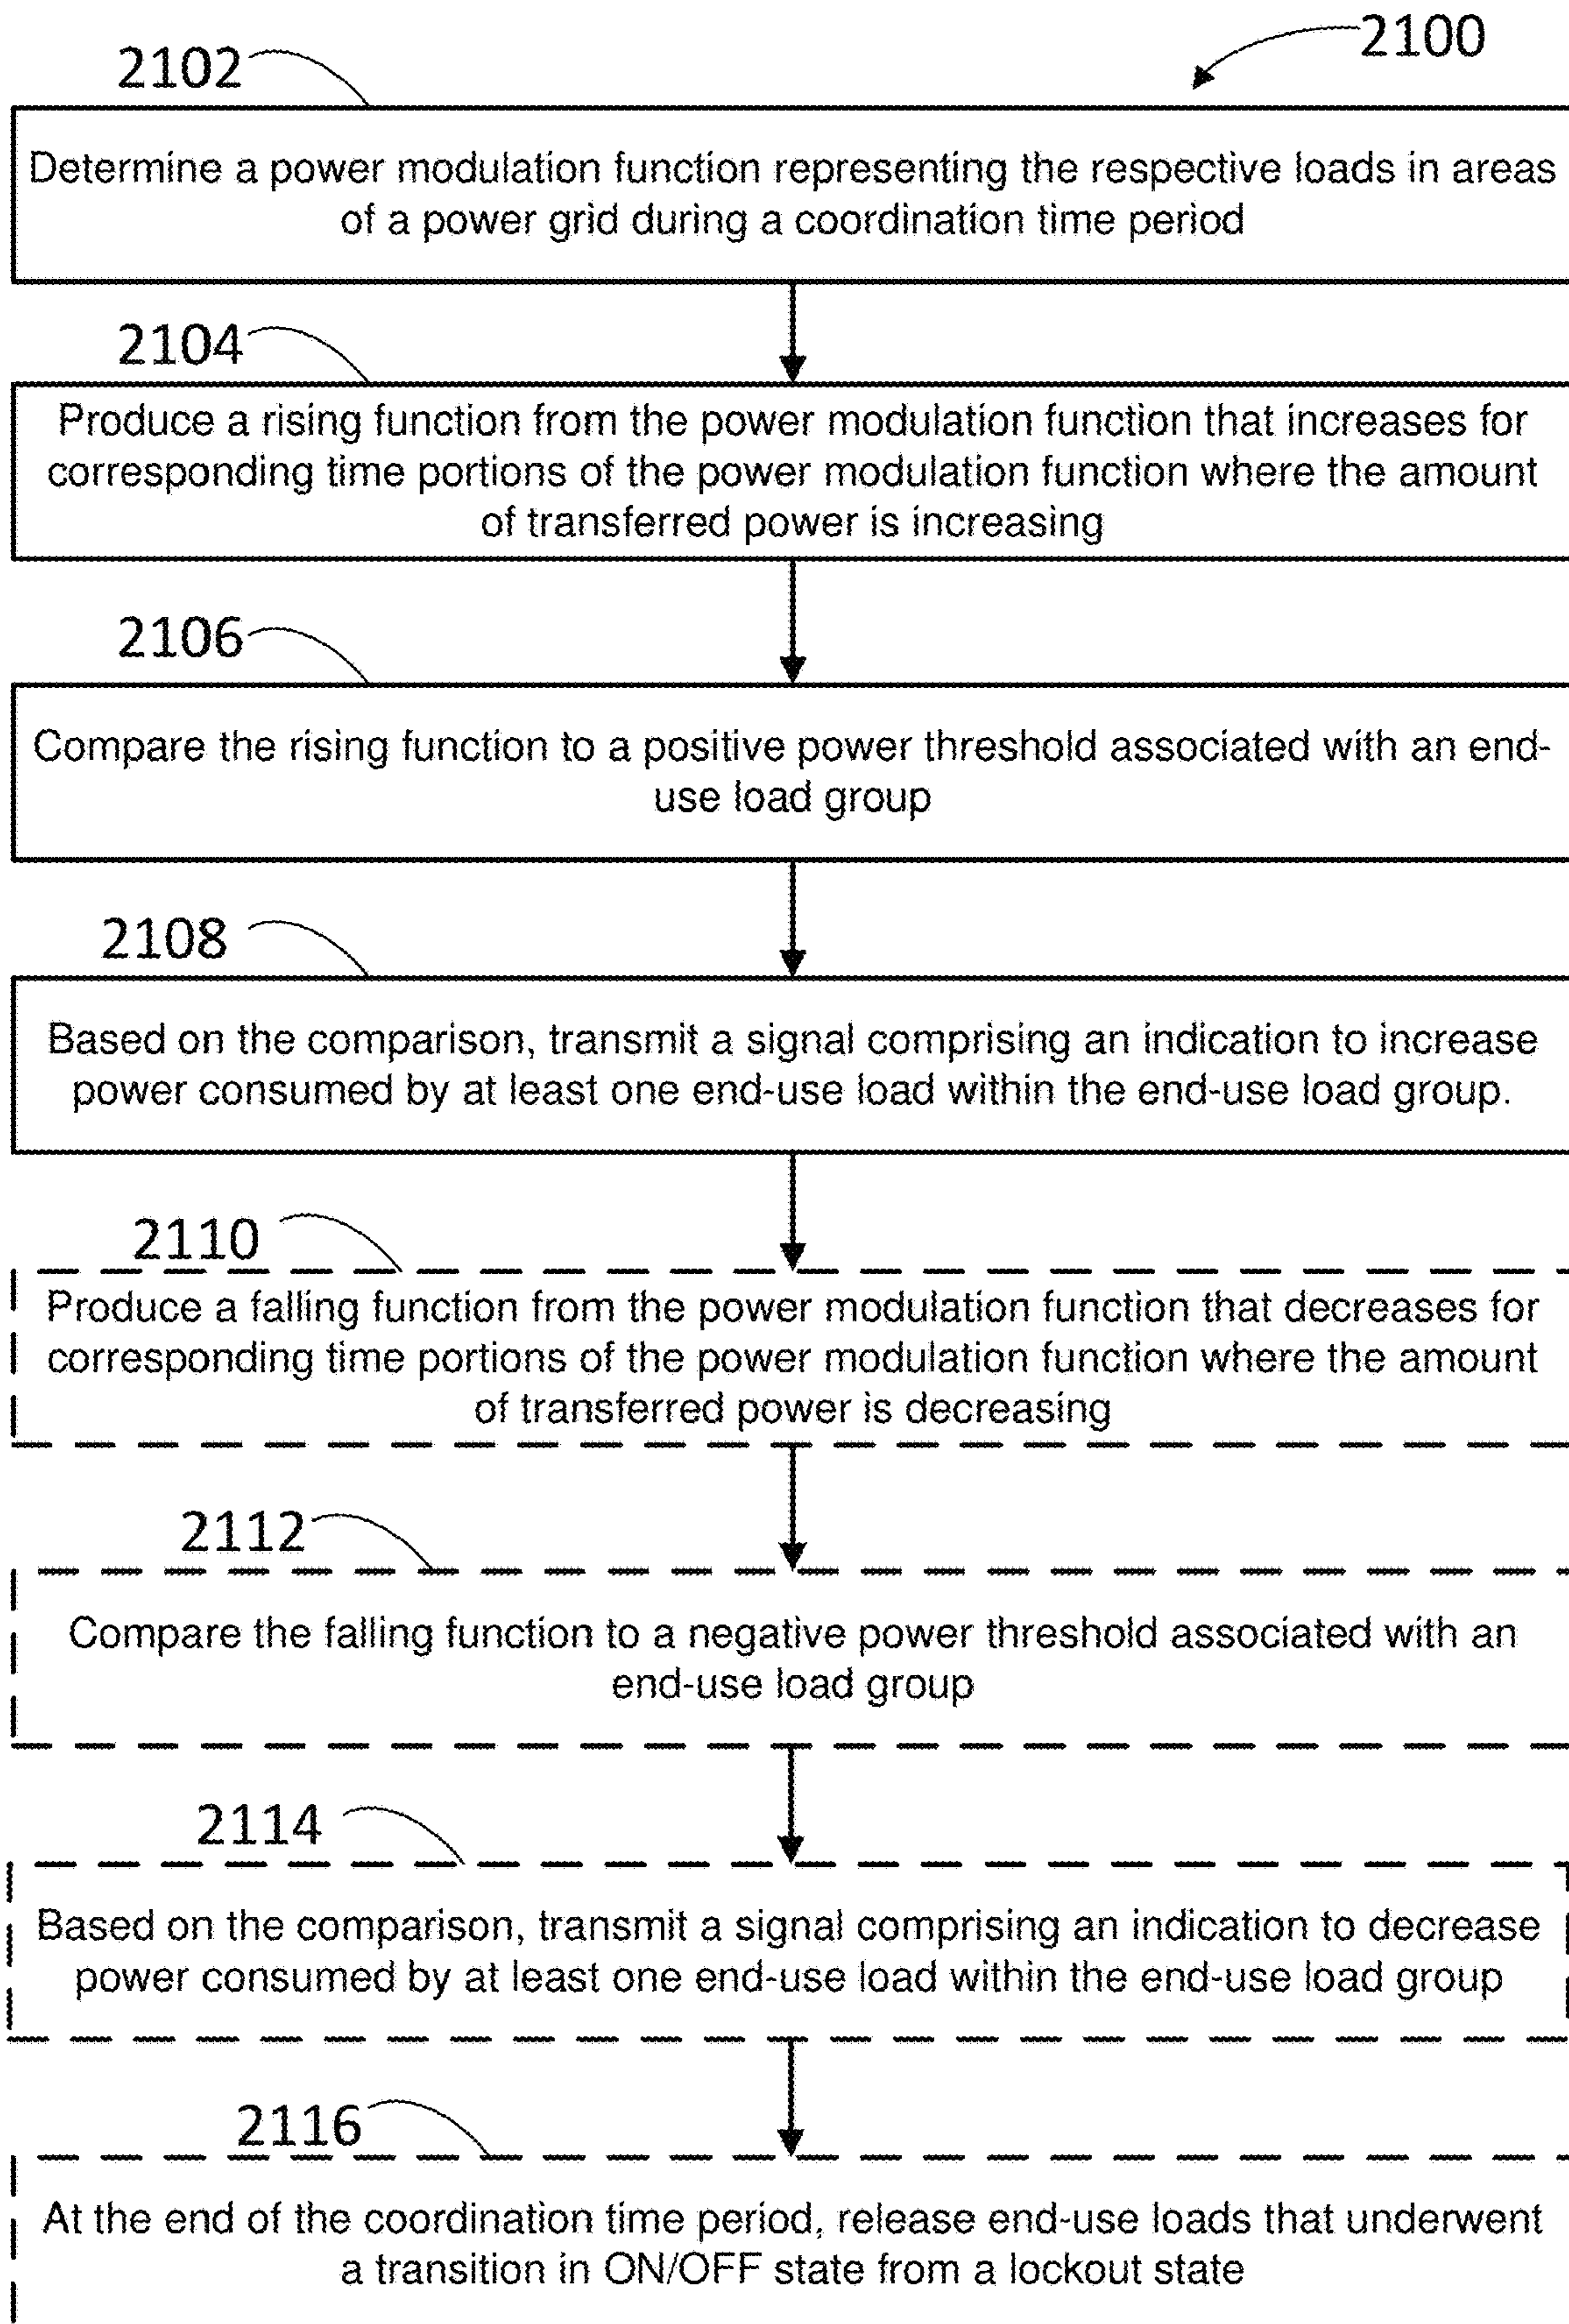 2100
2102
Determine a power modulation function representing the respective loads in areas
of a power grid during a coordination time period
2104
Produce a rising function from the power modulation function that increases for
corresponding time portions of the power modulation function where the amount
of transferred power is increasing
2106
Compare the rising function to a positive power threshold associated with an end-
use load group
2108
Based on the comparison, transmit a signal comprising an indication to increase
power consumed by at least one end-use load within the end-use load group.
2110
Produce a falling function from the power modulation function that decreases for
corresponding time portions of the power modulation function where the amount
of transferred power is decreasing
2112
Compare the falling function to a negative power threshold associated with an
end-use load group
2114
Based on the comparison, transmit a signal comprising an indication to decrease
power consumed by at least one end-use load within the end-use load group
2116
At the end of the coordination time period, release end-use loads that underwent
a transition in ON/OFF state from a lockout state